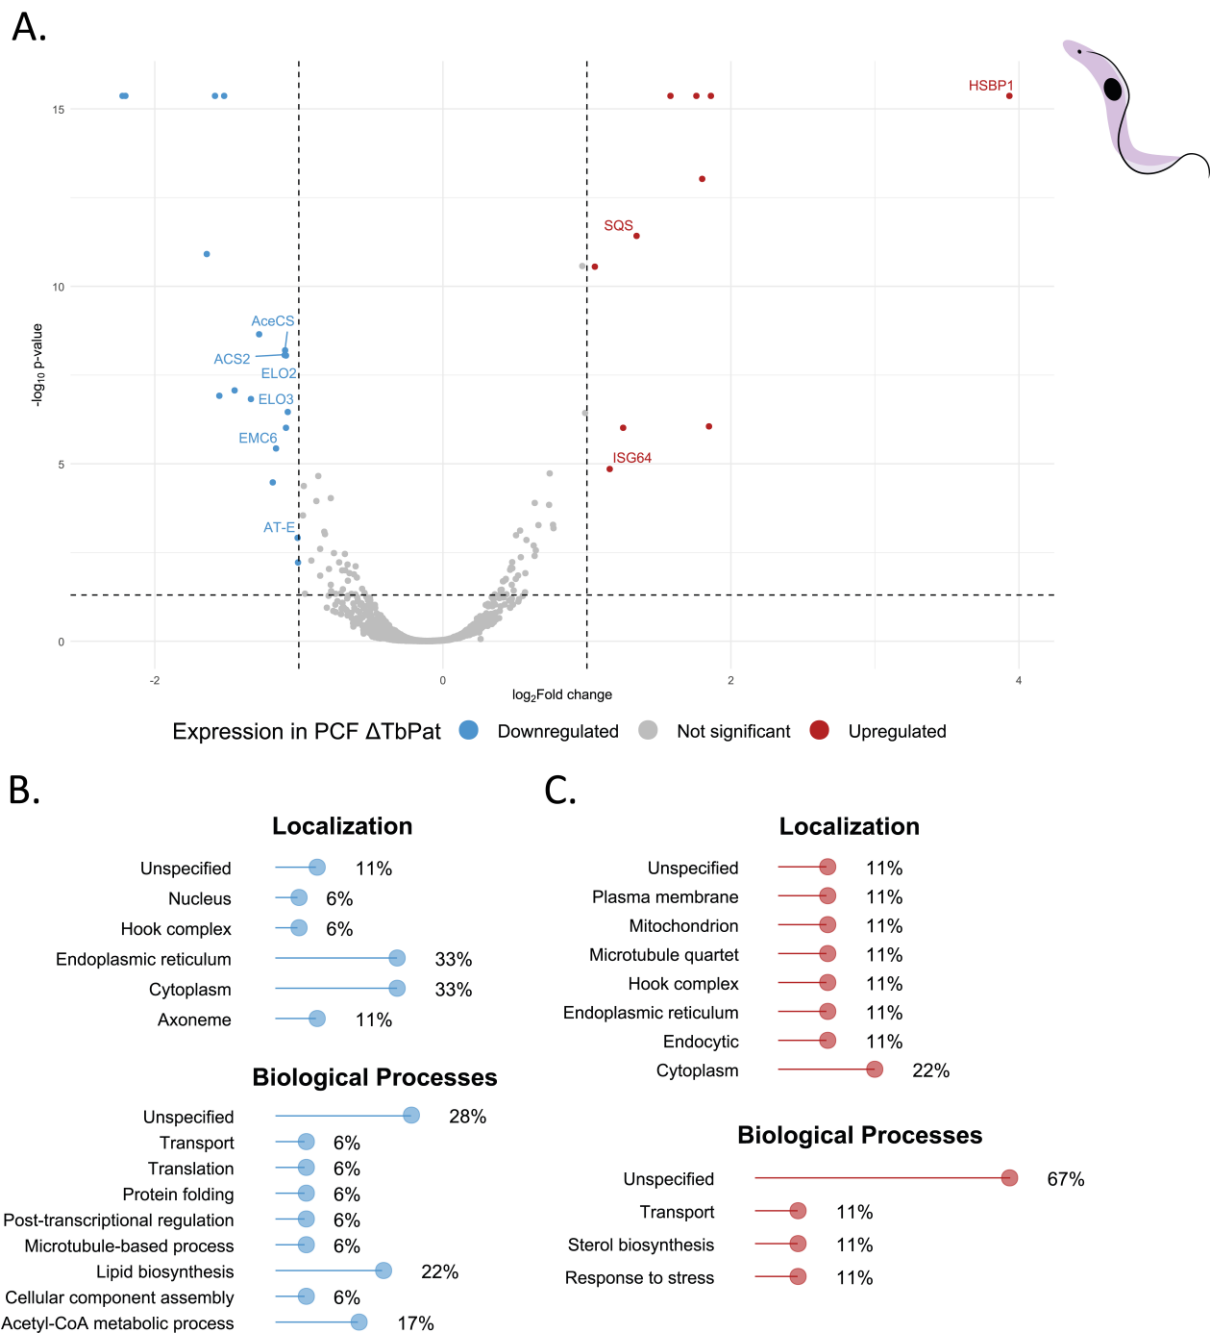 A.
HSBP1
15
SQS
10
AceCS
ACS2
ELO2
ELO3
EMC6
ISG64
5
AT-E
0
-log10 p-value
-2
0
2
4
log2Fold change
Expression in PCF ΔTbPat
Downregulated
Not significant
Upregulated
B.
Localization
Unspecified 11%
Nucleus 6%
Hook complex 6%
Endoplasmic reticulum 33%
Cytoplasm 33%
Axoneme 11%
Biological Processes
Unspecified 28%
Transport 6%
Translation 6%
Protein folding 6%
Post-transcriptional regulation 6%
Microtubule-based process 6%
Lipid biosynthesis 22%
Cellular component assembly 6%
Acetyl-CoA metabolic process 17%
C.
Localization
Unspecified 11%
Plasma membrane 11%
Mitochondrion 11%
Microtubule quartet 11%
Hook complex 11%
Endoplasmic reticulum 11%
Endocytic 11%
Cytoplasm 22%
Biological Processes
Unspecified 67%
Transport 11%
Sterol biosynthesis 11%
Response to stress 11%